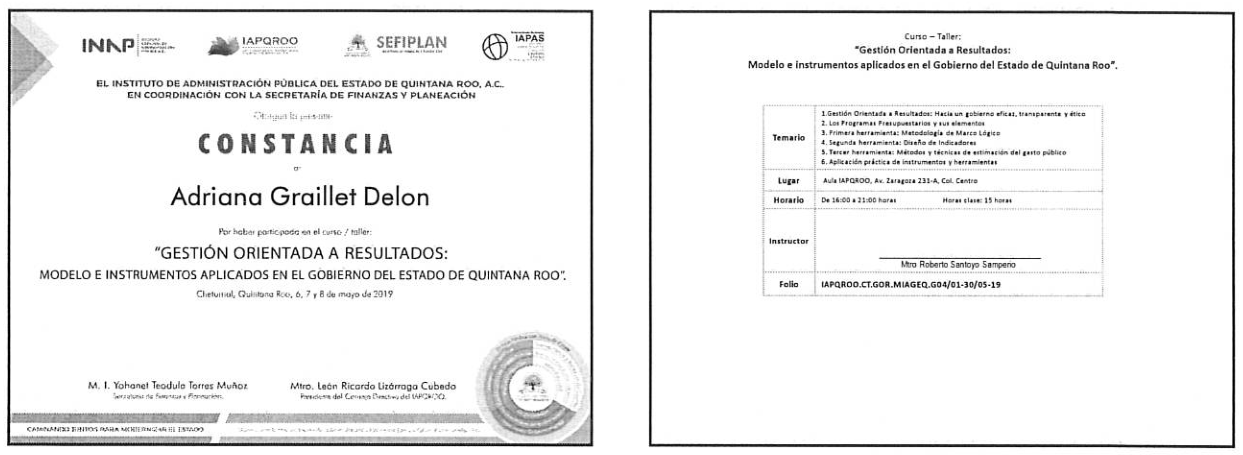 INAP
IAPQROO
SEFIPLAN
IAPAS
EL INSTITUTO DE ADMINISTRACIÓN PÚBLICA DEL ESTADO DE QUINTANA ROO, A.C.,
EN COORDINACIÓN CON LA SECRETARÍA DE FINANZAS Y PLANEACIÓN
Otorgan la presente
CONSTANCIA
a:
Adriana Graillet Delon
Por haber participado en el curso / taller:
"GESTIÓN ORIENTADA A RESULTADOS:
MODELO E INSTRUMENTOS APLICADOS EN EL GOBIERNO DEL ESTADO DE QUINTANA ROO".
Chetumal, Quintana Roo, 6, 7 y 8 de mayo de 2019
M. I. Yohanet Teodula Torres Muñoz
Secretaria de Finanzas y Planeación.
Mtro. León Ricardo Lizárraga Cubedo
Presidente del Consejo Directivo del IAPQROO.
CAMINANDO JUNTOS PARA MODERNIZAR EL ESTADO
Curso – Taller:
"Gestión Orientada a Resultados:
Modelo e instrumentos aplicados en el Gobierno del Estado de Quintana Roo".
Temario
1.Gestión Orientada a Resultados: Hacia un gobierno eficaz, transparente y ético
2. Los Programas Presupuestarios y sus elementos
3. Primera herramienta: Metodología de Marco Lógico
4. Segunda herramienta: Diseño de Indicadores
5. Tercer herramienta: Métodos y técnicas de estimación del gasto público
6. Aplicación práctica de instrumentos y herramientas
Lugar
Aula IAPQROO, Av. Zaragoza 231-A, Col. Centro
Horario
De 16:00 a 21:00 horas Horas clase: 15 horas
Instructor
Mtro Roberto Santoyo Samperio
Folio
IAPQROO.CT.GOR.MIAGEQ.G04/01-30/05-19